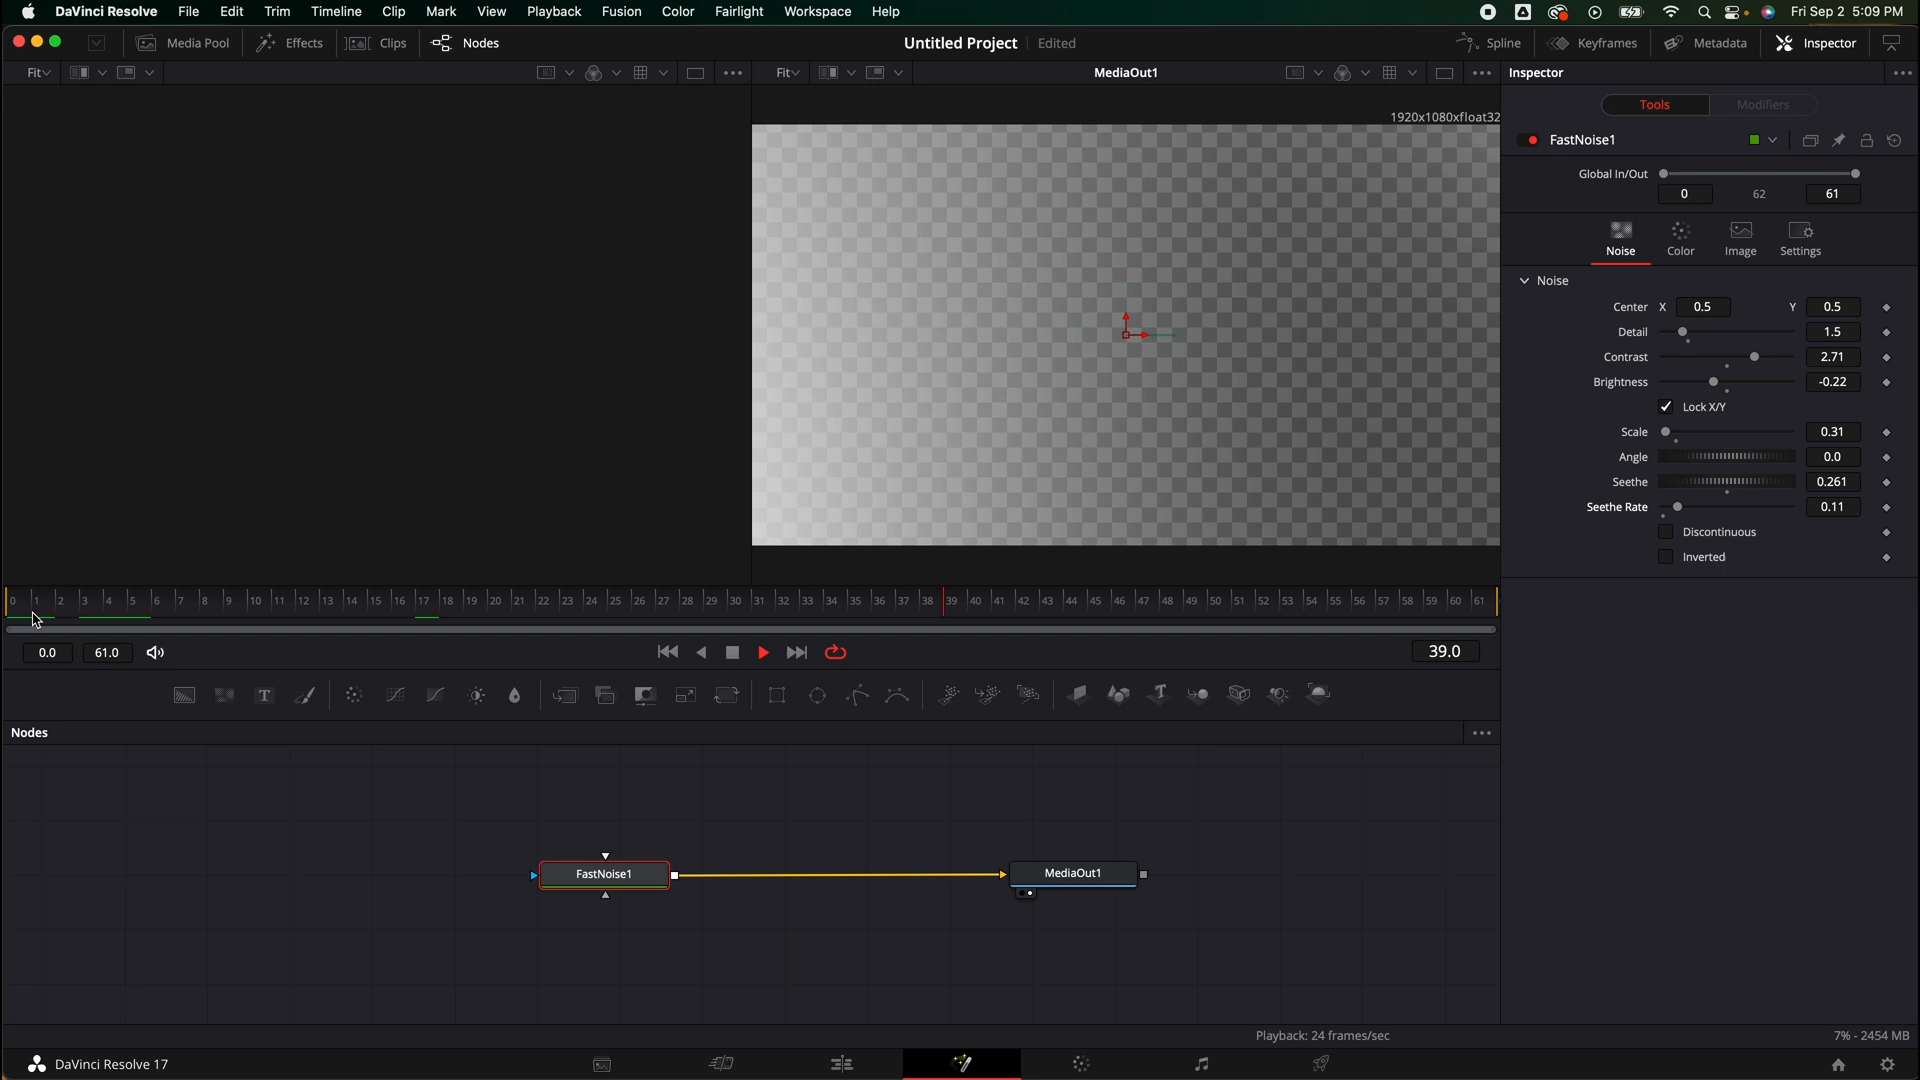 DaVinci Resolve File Edit Trim Timeline Clip Mark View Playback Fusion Color Fairlight Workspace Help Fri Sep 2 5:09 PM
Media Pool Effects Clips Nodes Untitled Project Edited Spline Keyframes Metadata Inspector
Fit Fit MediaOut1 Inspector
Tools Modifiers
1920x1080xfloat32
FastNoise1
Global In/Out
0 62 61
Noise Color Image Settings
Noise
Center X 0.5 Y 0.5
Detail 1.5
Contrast 2.71
Brightness -0.22
Lock X/Y
Scale 0.31
Angle 0.0
Seethe 0.261
Seethe Rate 0.11
Discontinuous
Inverted
0 1 2 3 4 5 6 7 8 9 10 11 12 13 14 15 16 17 18 19 20 21 22 23 24 25 26 27 28 29 30 31 32 33 34 35 36 37 38 39 40 41 42 43 44 45 46 47 48 49 50 51 52 53 54 55 56 57 58 59 60 61
0.0 61.0 39.0
Nodes
FastNoise1 MediaOut1
Playback: 24 frames/sec 7% - 2454 MB
DaVinci Resolve 17